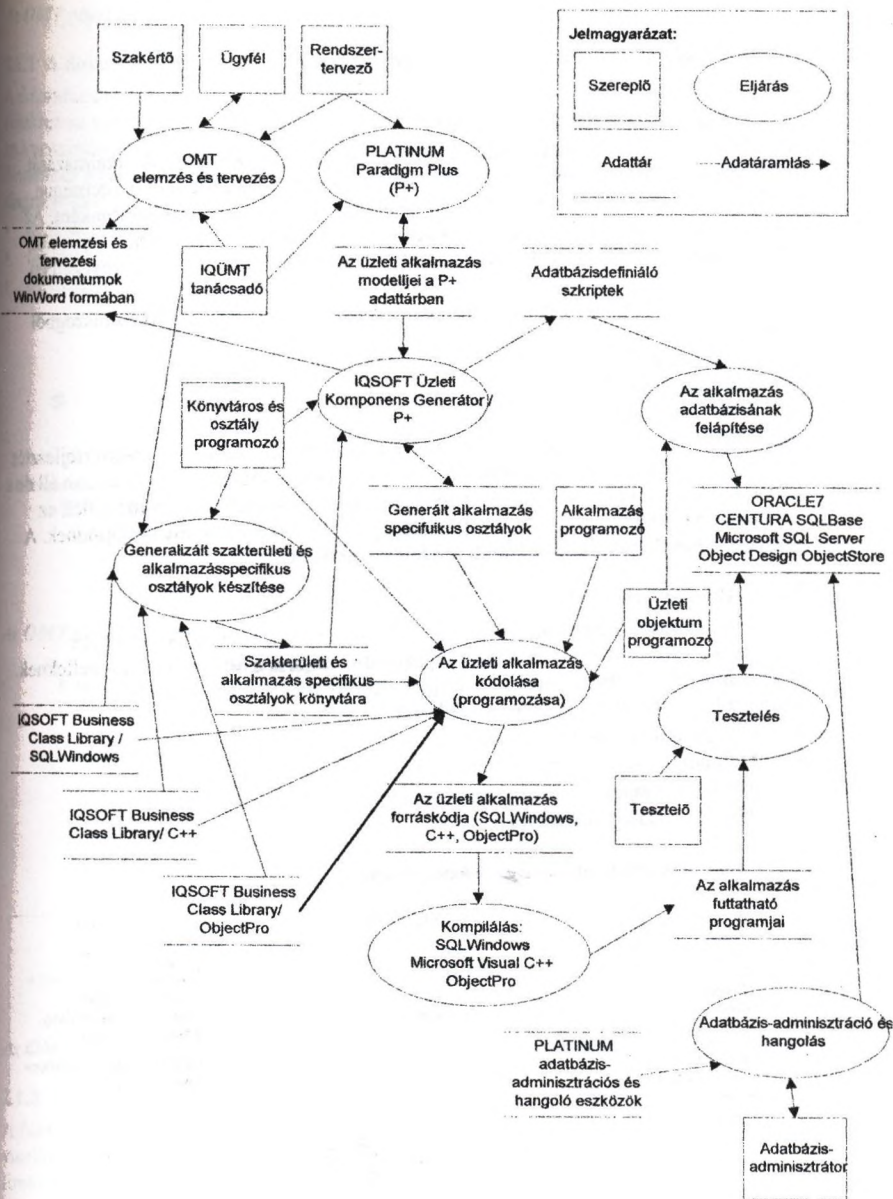 Szakértõ
Ügyfél
Rendszer-
tervezõ
Jelmagyarázat:
Szereplõ
Eljárás
Adattár
Adatáramlás
OMT
elemzés és tervezés
PLATINUM
Paradigm Plus
(P+)
OMT elemzési és
tervezési
dokumentumok
WinWord formában
IQÜMT
tanácsadó
Az üzleti alkalmazás
modelljei a P+
adattárban
Adatbázisdefiniáló
szkriptek
Könyvtáros és
osztály
programozó
IQSOFT Üzleti
Komponens Generátor /
P+
Az alkalmazás
adatbázisának
felápítése
Generált alkalmazás
specifuikus osztályok
Alkalmazás
programozó
ORACLE7
CENTURA SQLBase
Microsoft SQL Server
Object Design ObjectStore
Generalizált szakterületi és
alkalmazásspecifikus
osztályok készítése
Üzleti
objektum
programozó
Szakterületi és
alkalmazás specifikus
osztályok könyvtára
Az üzleti alkalmazás
kódolása
(programozása)
Tesztelés
IQSOFT Business
Class Library /
SQLWindows
IQSOFT Business
Class Library/ C++
Az üzleti alkalmazás
forráskódja (SQLWindows,
C++, ObjectPro)
Tesztelõ
IQSOFT Business
Class Library/
ObjectPro
Az alkalmazás
futtatható
programjai
Kompilálás:
SQLWindows
Microsoft Visual C++
ObjectPro
Adatbázis-adminisztráció és
hangolás
PLATINUM
adatbázis-
adminisztrációs és
hangoló eszközök
Adatbázis-
adminisztrátor